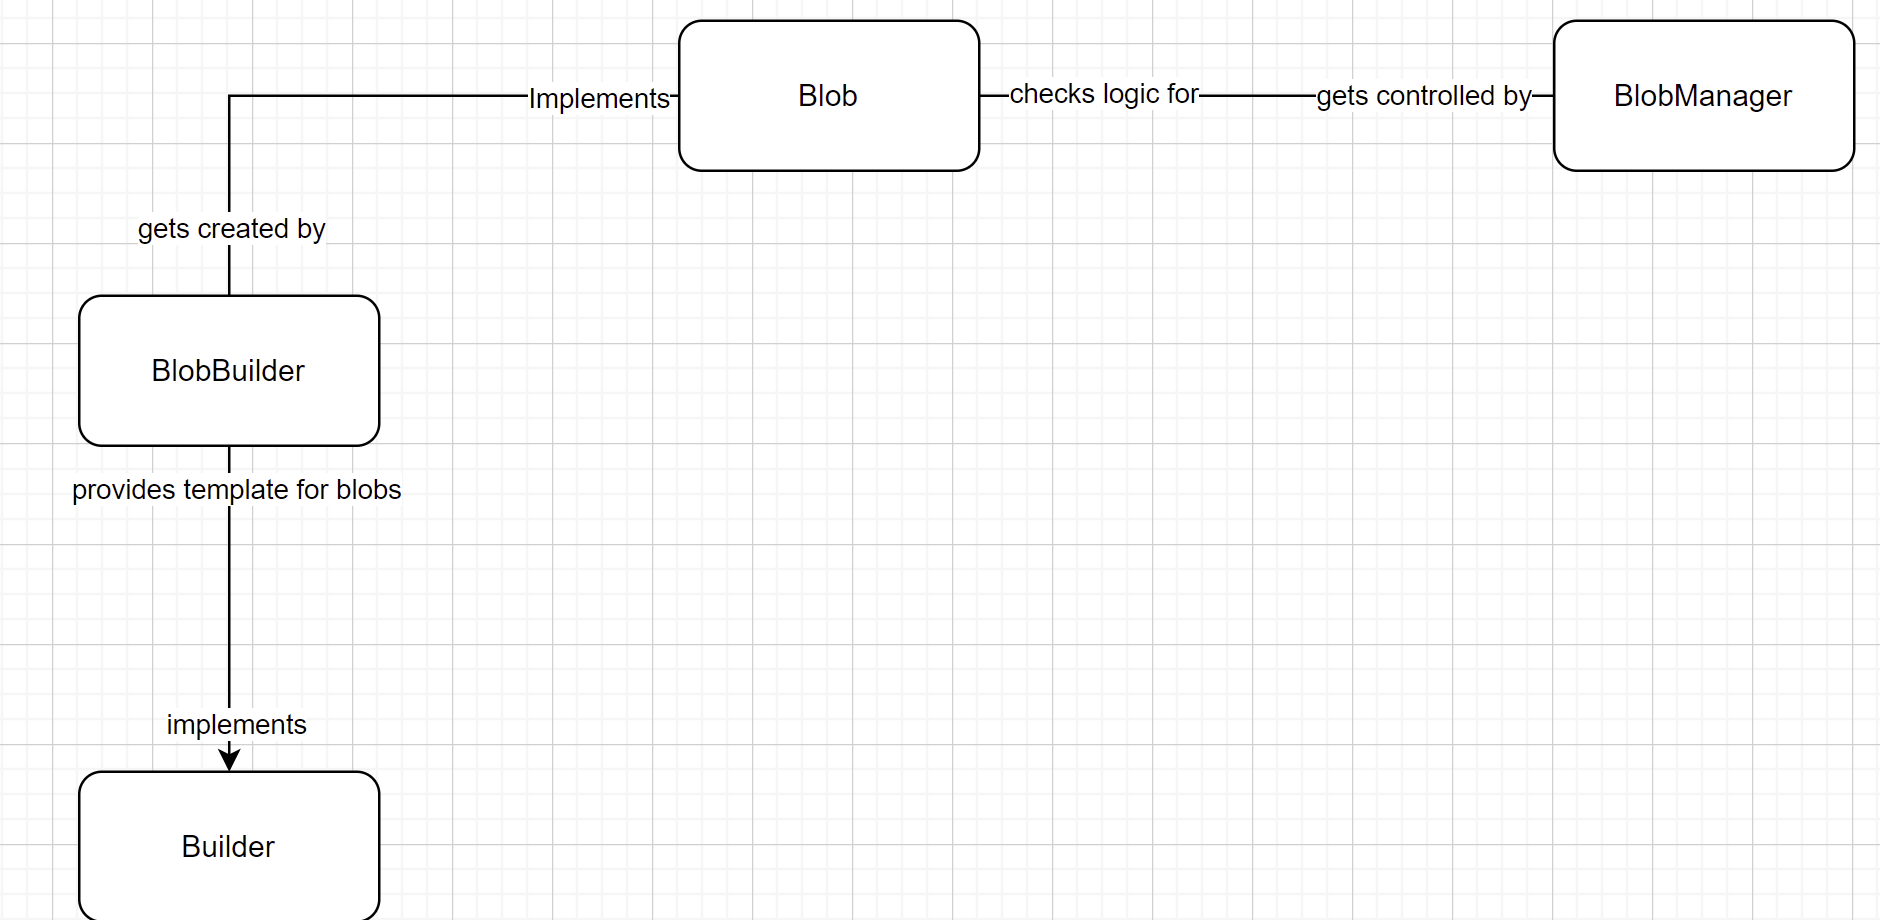 Blob
checks logic for
gets controlled by
BlobManager
Implements
gets created by
BlobBuilder
provides template for blobs
implements
Builder